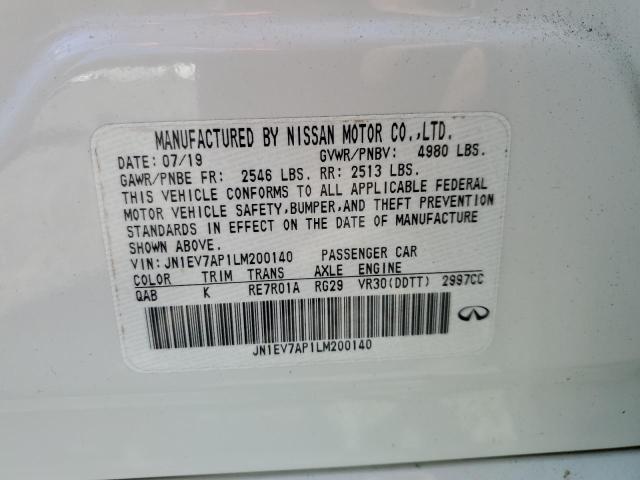 MANUFACTURED BY NISSAN MOTOR CO.,LTD.
DATE: 07/19 GVWR/PNBV: 4980 LBS.
GAWR/PNBE FR: 2546 LBS. RR: 2513 LBS.
THIS VEHICLE CONFORMS TO ALL APPLICABLE FEDERAL
MOTOR VEHICLE SAFETY, BUMPER, AND THEFT PREVENTION
STANDARDS IN EFFECT ON THE DATE OF MANUFACTURE
SHOWN ABOVE.
VIN: JN1EV7AP1LM200140 PASSENGER CAR
COLOR TRIM TRANS AXLE ENGINE
QAB K RE7R01A RG29 VR30(DDTT) 2997CC
JN1EV7AP1LM200140